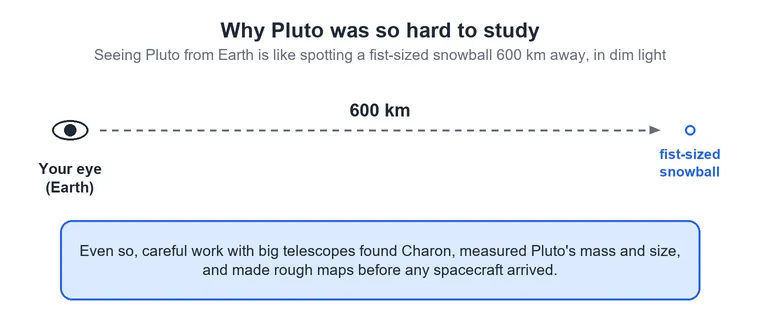 Why Pluto was so hard to study
Seeing Pluto from Earth is like spotting a fist-sized snowball 600 km away, in dim light
600 km
Your eye
(Earth)
fist-sized
snowball
Even so, careful work with big telescopes found Charon, measured Pluto's mass and size,
and made rough maps before any spacecraft arrived.